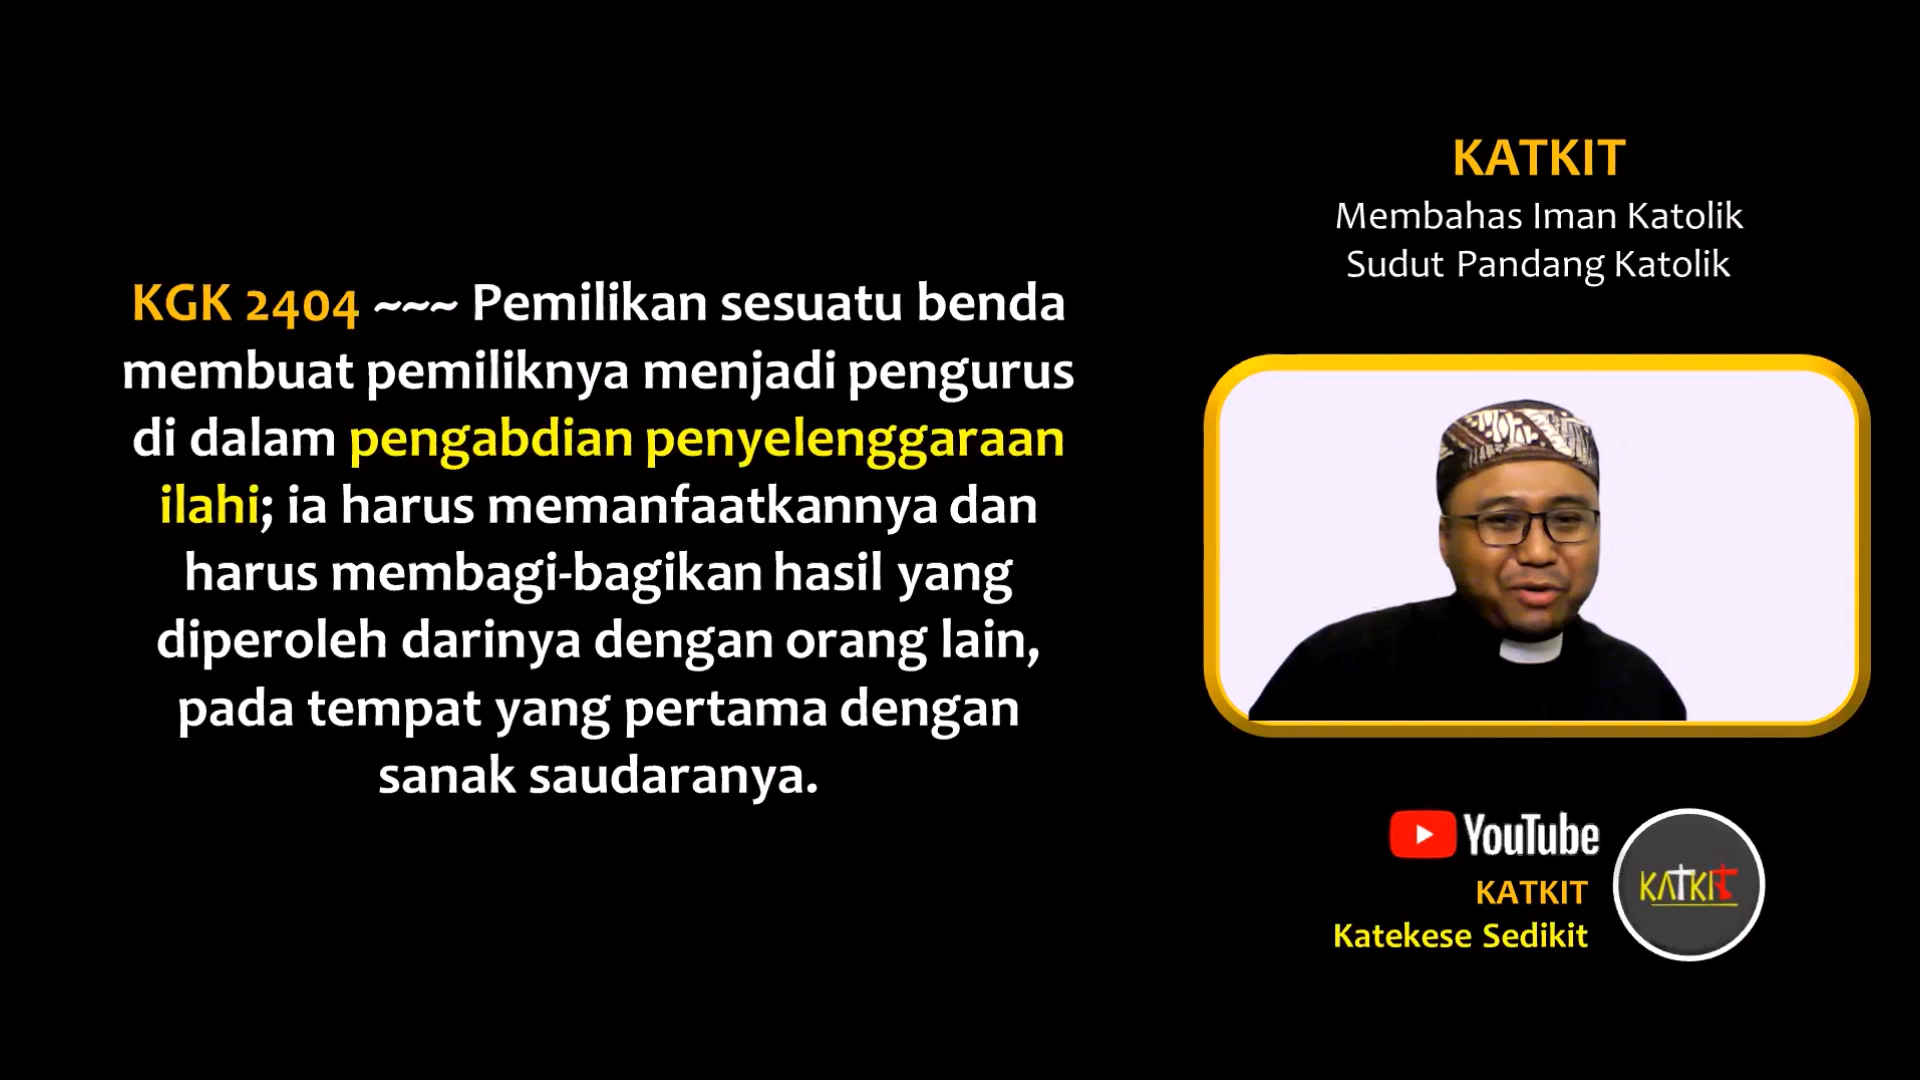 KGK 2404 ~~~ Pemilikan sesuatu benda
membuat pemiliknya menjadi pengurus
di dalam pengabdian penyelenggaraan
ilahi; ia harus memanfaatkannya dan
harus membagi-bagikan hasil yang
diperoleh darinya dengan orang lain,
pada tempat yang pertama dengan
sanak saudaranya.
KATKIT
Membahas Iman Katolik
Sudut Pandang Katolik
YouTube
KATKIT
Katekese Sedikit
KATKIT